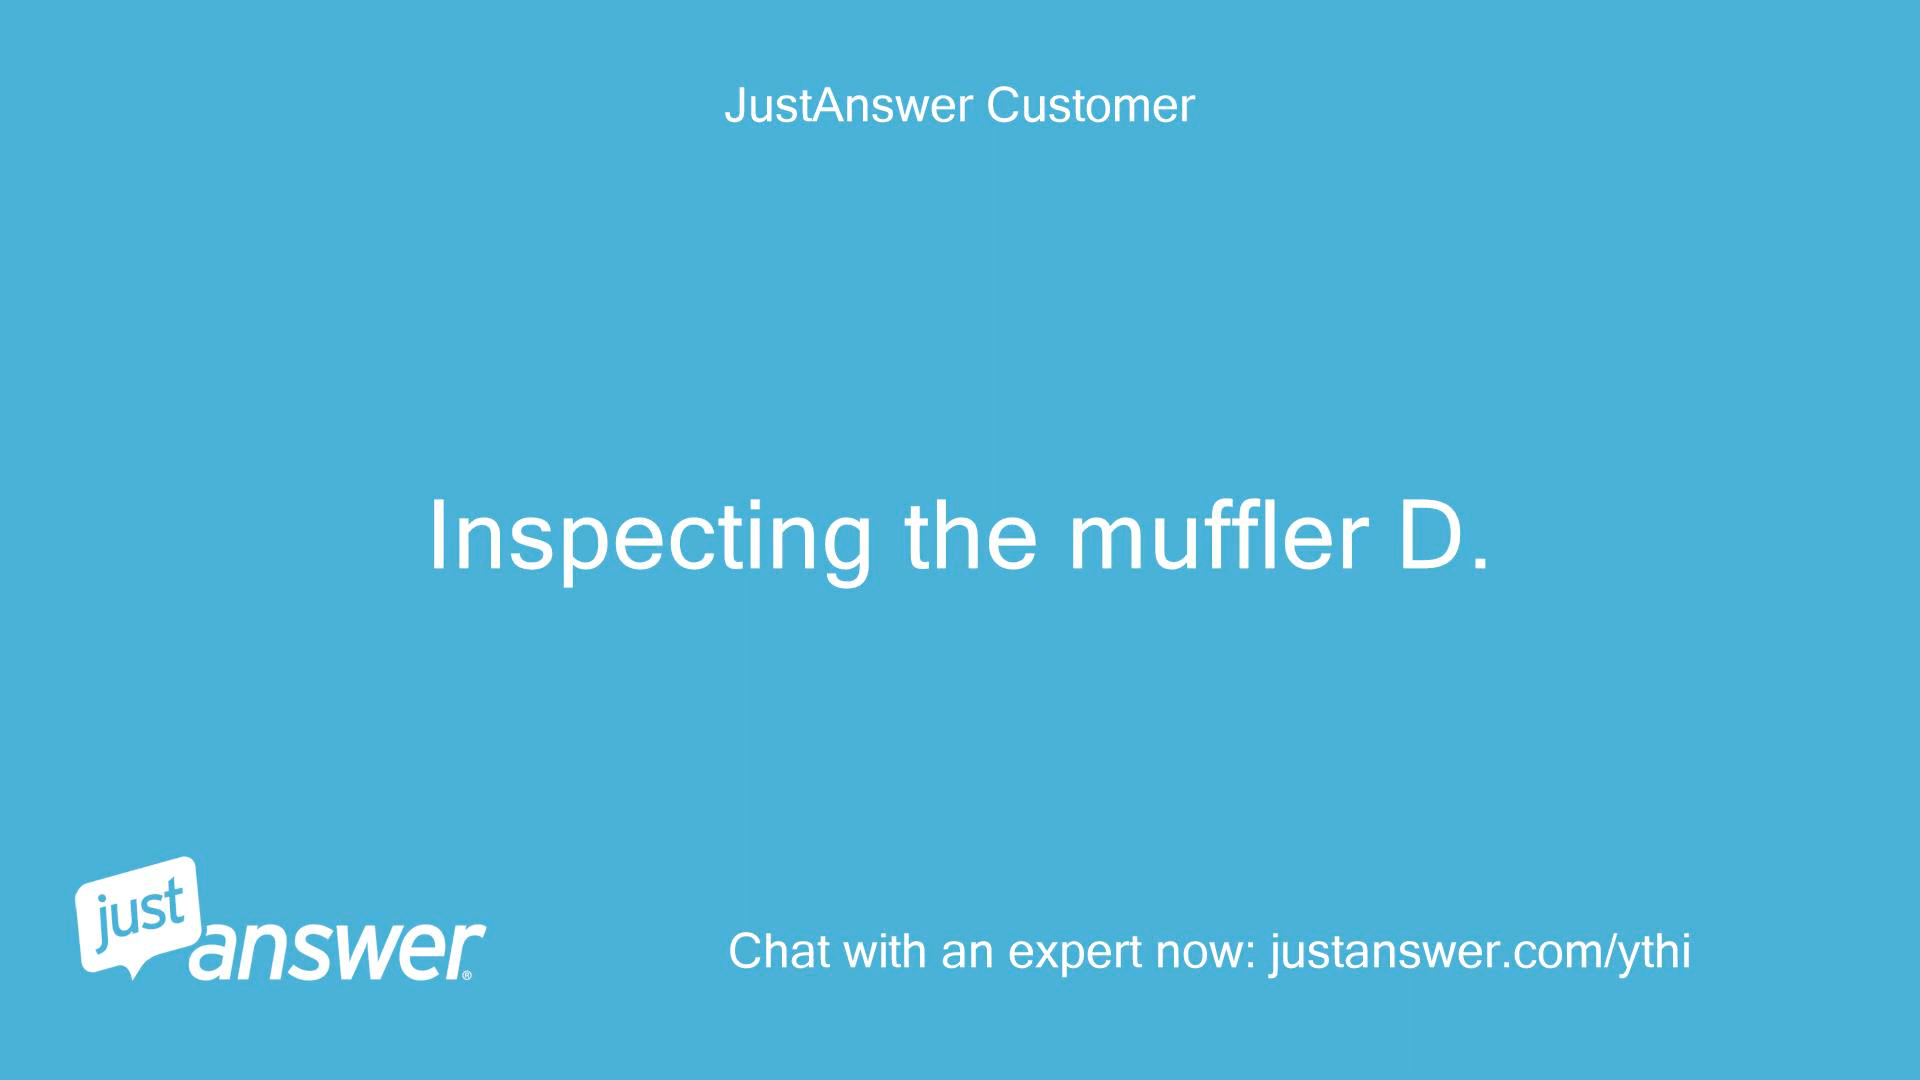 JustAnswer Customer
Inspecting the muffler D.
just
answer®
Chat with an expert now: justanswer.com/ythi